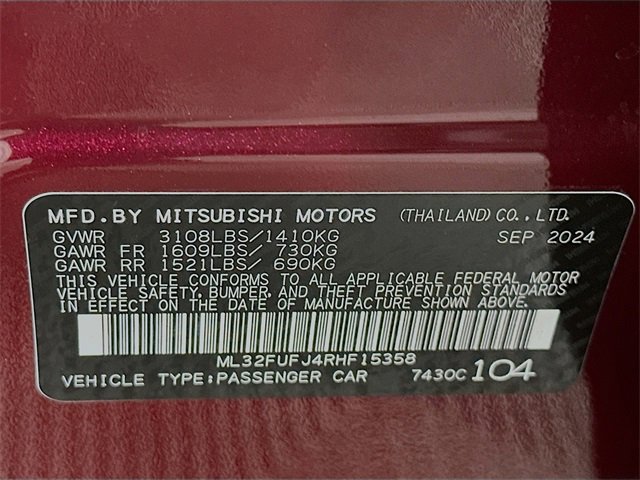 MFD.BY MITSUBISHI MOTORS (THAILAND) CO., LTD.
GVWR 3108LBS/1410KG SEP 2024
GAWR FR 1609LBS/ 730KG
GAWR RR 1521LBS/ 690KG
THIS VEHICLE CONFORMS TO ALL APPLICABLE FEDERAL MOTOR
VEHICLE SAFETY, BUMPER, AND THEFT PREVENTION STANDARDS
IN EFFECT ON THE DATE OF MANUFACTURE SHOWN ABOVE.
ML32FUFJ4RHF15358
VEHICLE TYPE:PASSENGER CAR 7430C 104